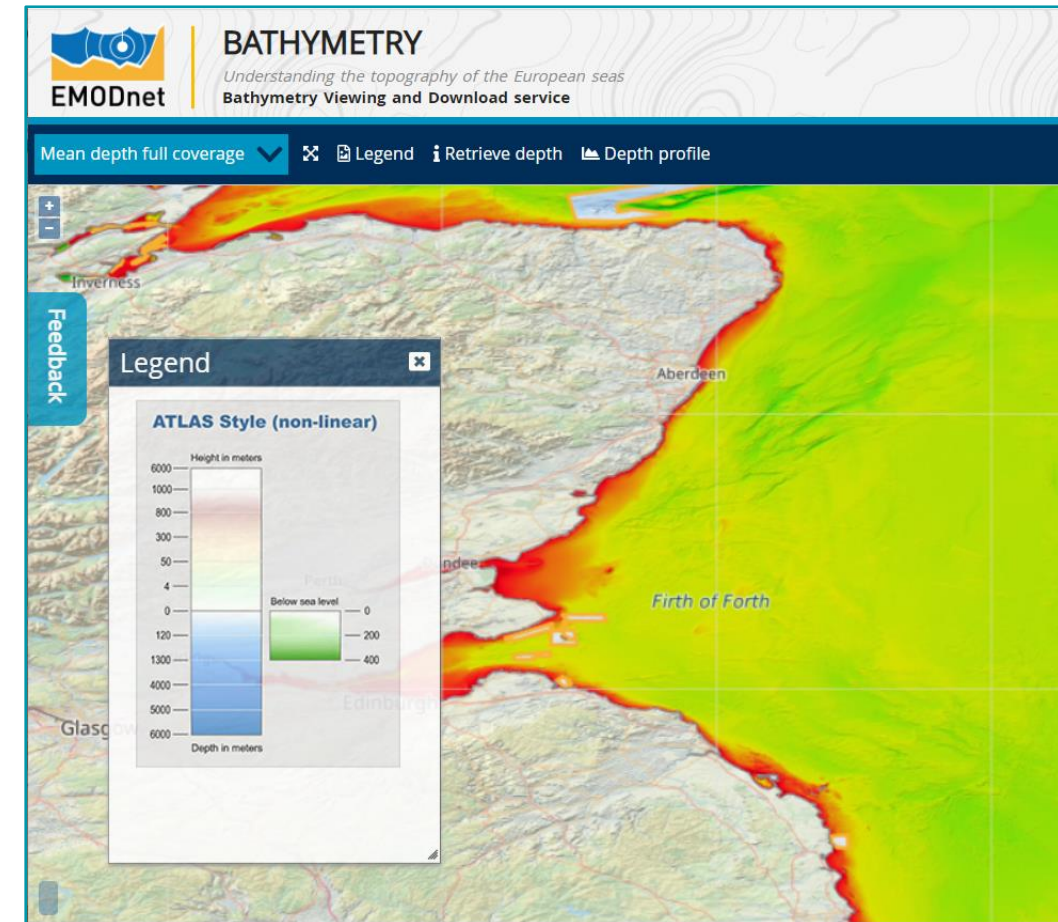 EMODnet
BATHYMETRY
Understanding the topography of the European seas
Bathymetry Viewing and Download service
Mean depth full coverage
Legend
Retrieve depth
Depth profile
+
-
Inverness
Feedback
Legend
Aberdeen
ATLAS Style (non-linear)
Height in meters
6000
1000
800
300
50
4
0
120
1300
4000
5000
6000
Depth in meters
Below sea level
0
200
400
Perth
Firth of Forth
Edinburgh